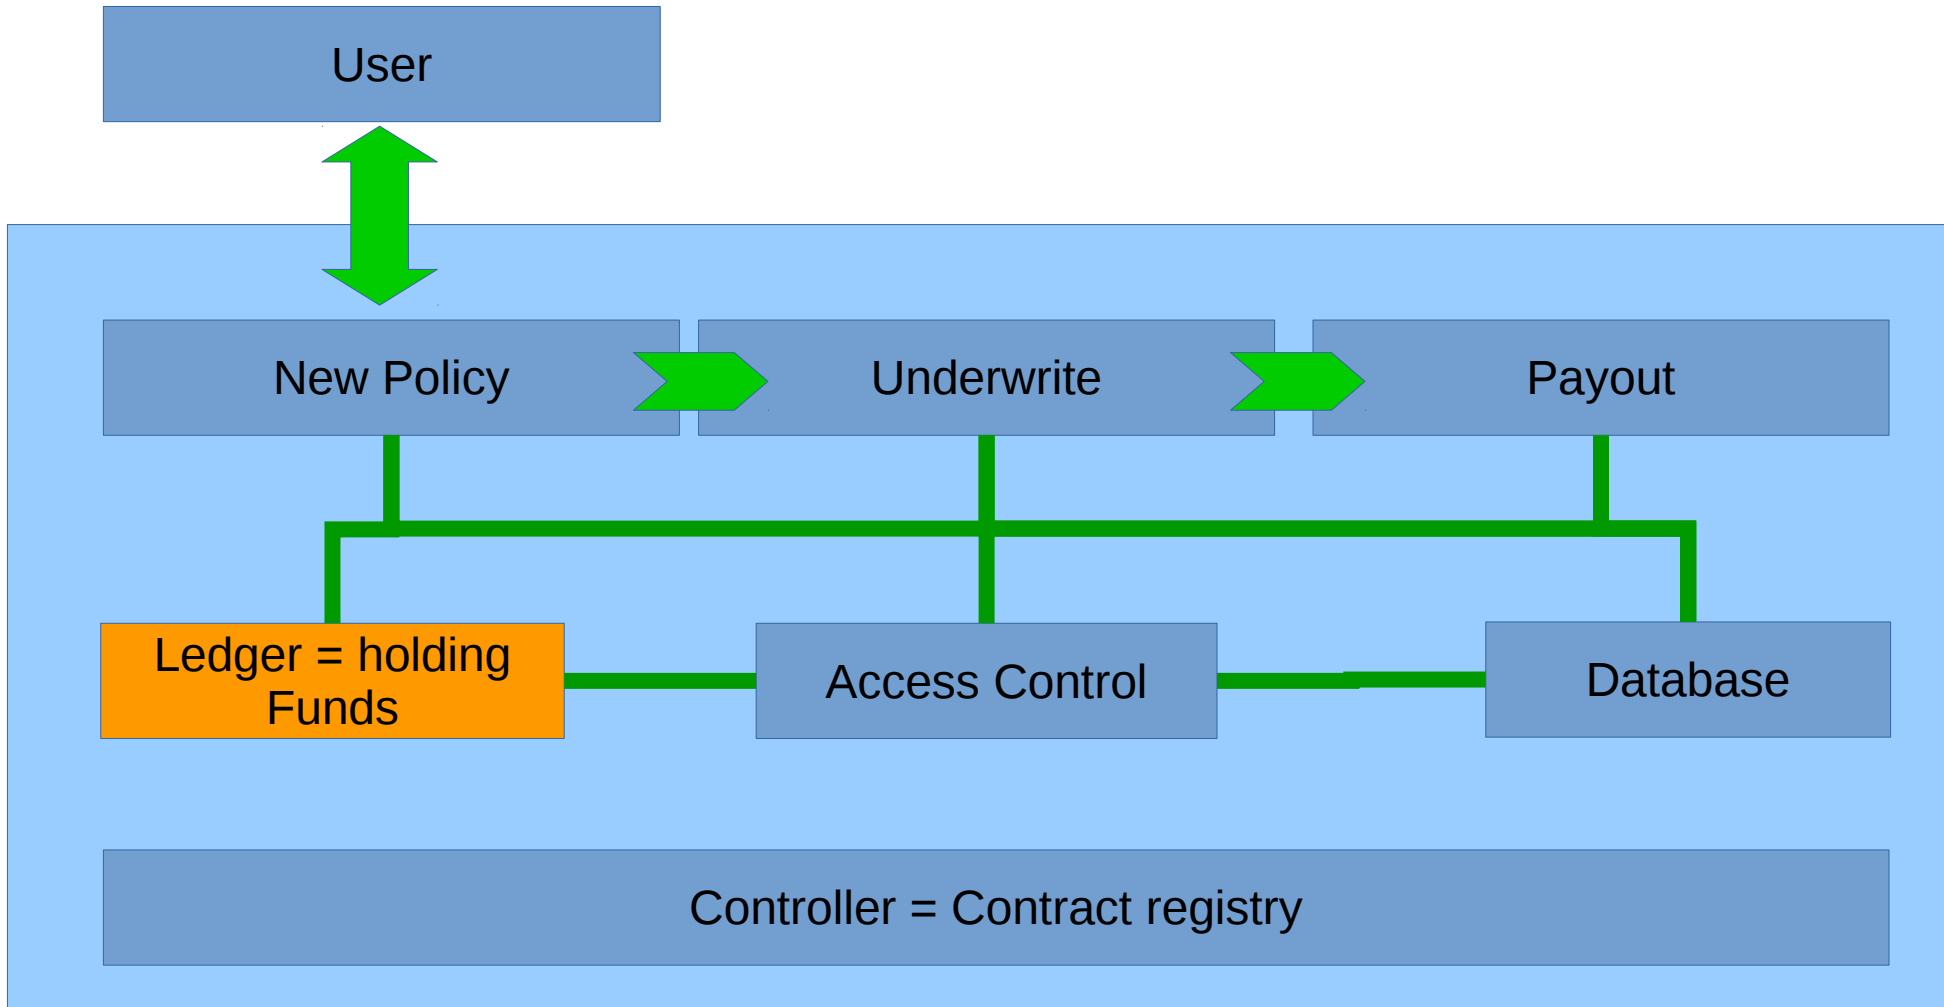 User
New Policy
Underwrite
Payout
Ledger = holding
Funds
Access Control
Database
Controller = Contract registry